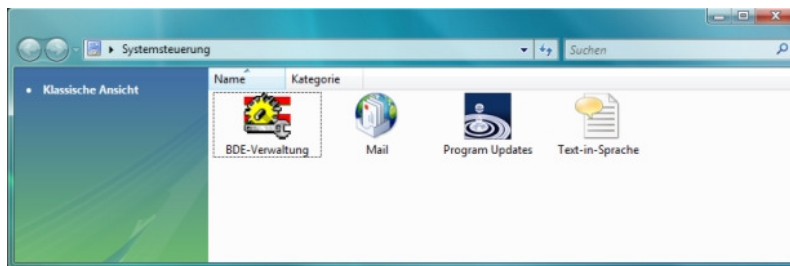 Systemsteuerung
Suchen
Klassische Ansicht
Name Kategorie
BDE-Verwaltung Mail Program Updates Text-in-Sprache